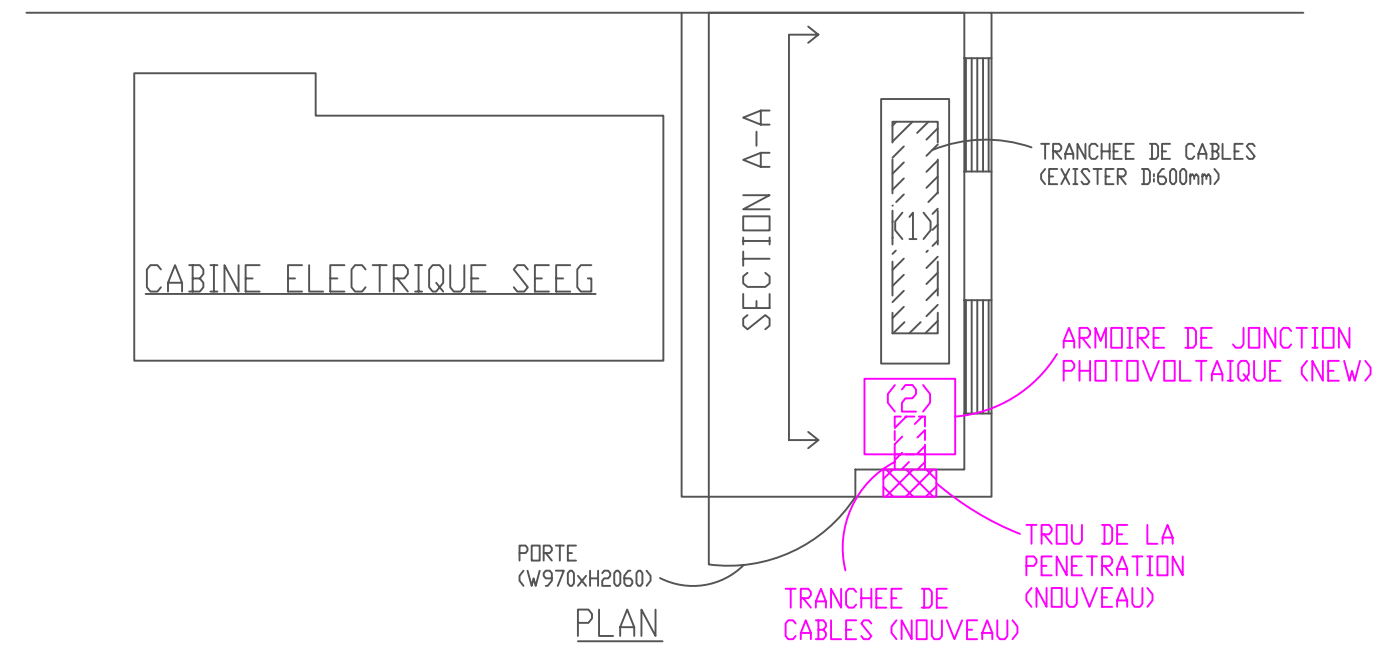 SECTION A-A
TRANCHEE DE CABLES
(EXISTER D:600mm)
(1)
CABINE ELECTRIQUE SEEG
ARMOIRE DE JONCTION
PHOTOVOLTAIQUE (NEW)
(2)
TROU DE LA
PENETRATION
(NOUVEAU)
PORTE
(W970xH2060)
TRANCHEE DE
CABLES (NOUVEAU)
PLAN